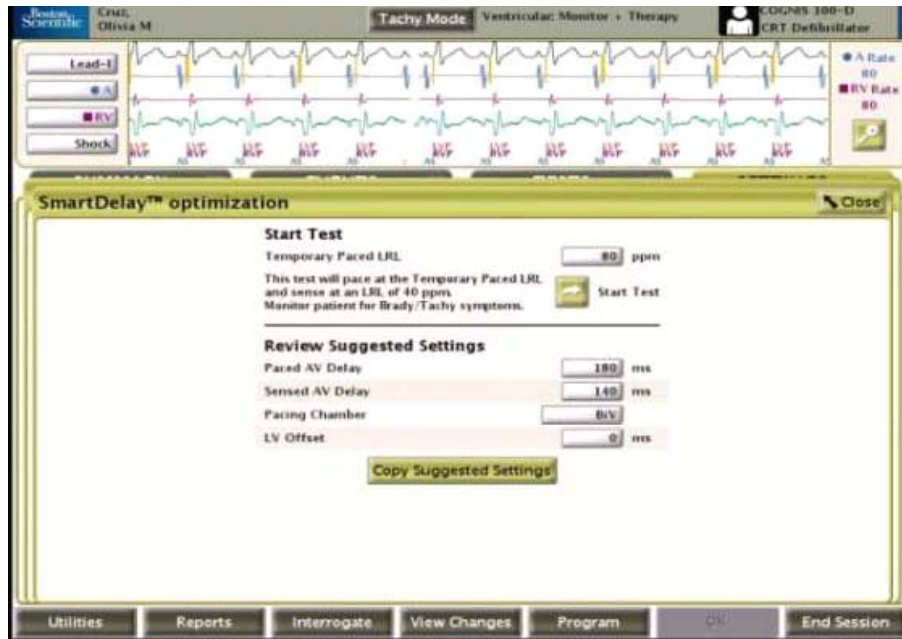 Boston
Scientific
Cruz,
Olivia M
Tachy Mode
Ventricular: Monitor + Therapy
COGNIS 100-D
CRT Defibrillator
Lead-I
A
RV
Shock
A Rate
80
RV Rate
80
SmartDelay™ optimization
Close
Start Test
Temporary Paced LRL
80 ppm
This test will pace at the Temporary Paced LRL
and sense at an LRL of 40 ppm.
Monitor patient for Brady/Tachy symptoms.
Start Test
Review Suggested Settings
Paced AV Delay
180 ms
Sensed AV Delay
140 ms
Pacing Chamber
BiV
LV Offset
0 ms
Copy Suggested Settings
Utilities
Reports
Interrogate
View Changes
Program
End Session